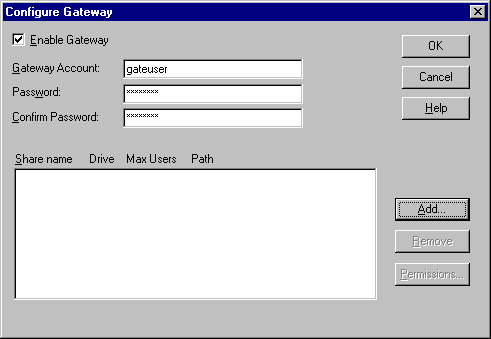 Configure Gateway
Enable Gateway
OK
Gateway Account: gateuser
Cancel
Password: ********
Help
Confirm Password: ********
Share name Drive Max Users Path
Add...
Remove
Permissions...